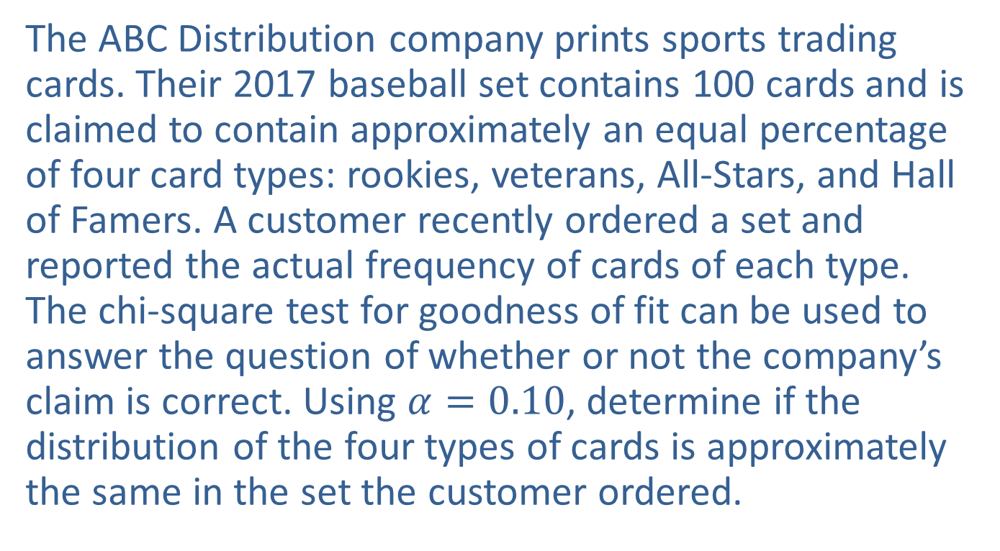 The ABC Distribution company prints sports trading
cards. Their 2017 baseball set contains 100 cards and is
claimed to contain approximately an equal percentage
of four card types: rookies, veterans, All-Stars, and Hall
of Famers. A customer recently ordered a set and
reported the actual frequency of cards of each type.
The chi-square test for goodness of fit can be used to
answer the question of whether or not the company’s
claim is correct. Using 𝛼 = 0.10, determine if the
distribution of the four types of cards is approximately
the same in the set the customer ordered.